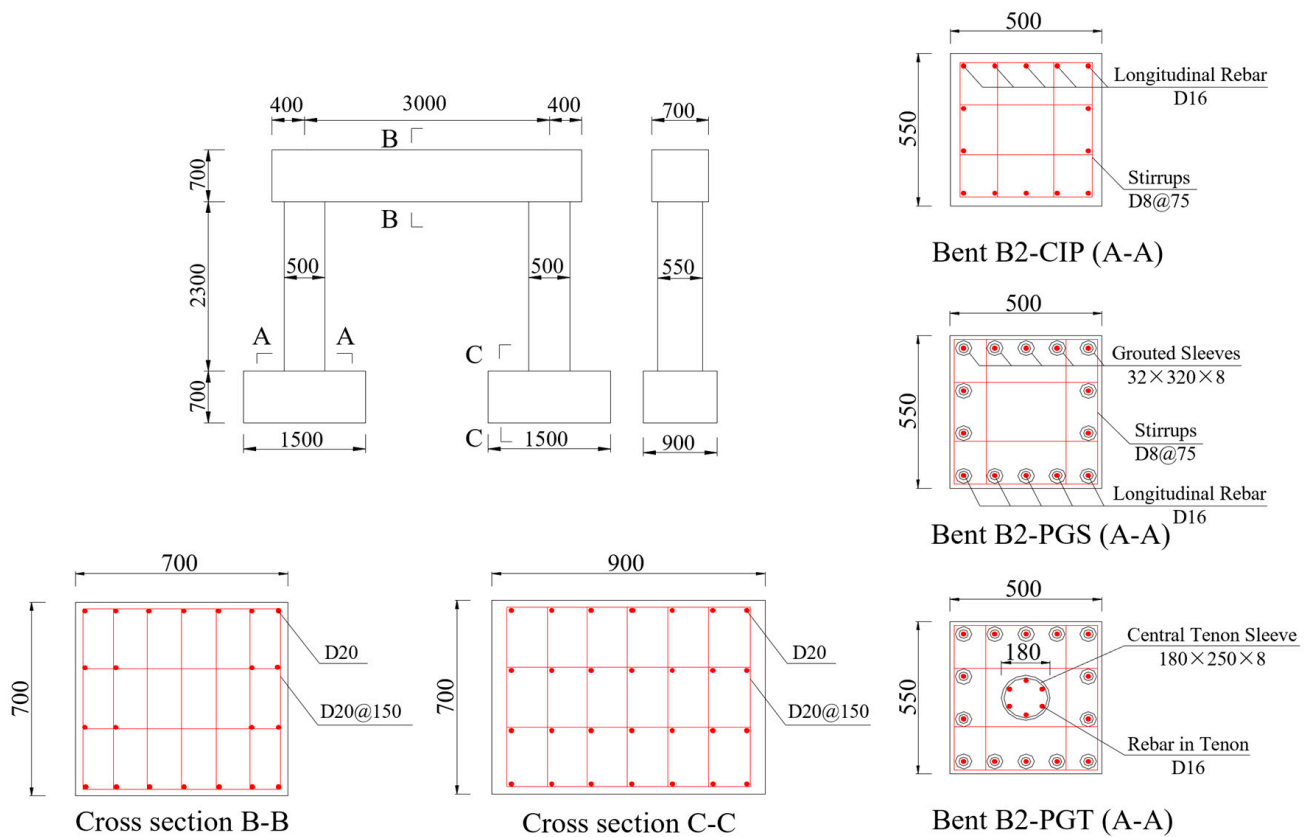 400
3000
400
700
B
B
700
2300
700
500
500
550
A
A
C
C
1500
1500
900
500
550
Longitudinal Rebar
D16
Stirrups
D8@75
Bent B2-CIP (A-A)
500
550
Grouted Sleeves
32×320×8
Stirrups
D8@75
Longitudinal Rebar
D16
Bent B2-PGS (A-A)
700
700
D20
D20@150
Cross section B-B
900
700
D20
D20@150
Cross section C-C
500
550
180
Central Tenon Sleeve
180×250×8
Rebar in Tenon
D16
Bent B2-PGT (A-A)